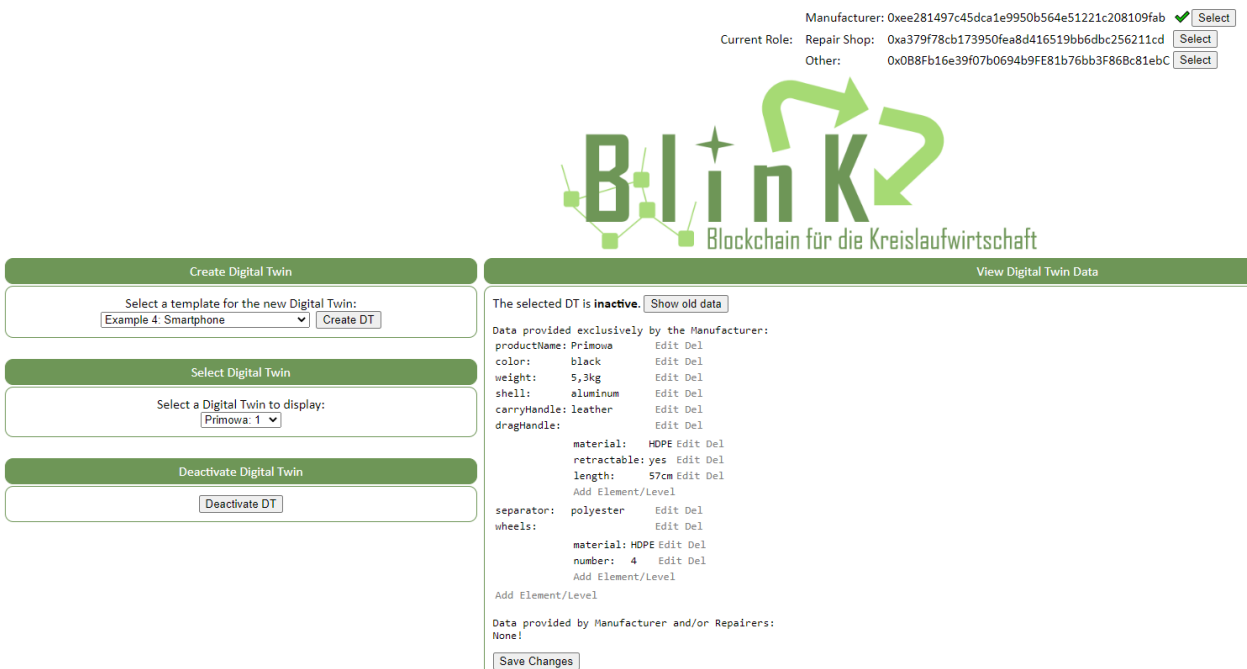 Manufacturer: 0xee281497c45dca1e9950b564e51221c208109fab Select
Current Role: Repair Shop: 0xa379f78cb173950fea8d416519bb6dbc256211cd Select
Other: 0x0B8Fb16e39f07b0694b9FE81b76bb3F86Bc81ebC Select
BlinK
Blockchain für die Kreislaufwirtschaft
Create Digital Twin
Select a template for the new Digital Twin:
Example 4: Smartphone Create DT
Select Digital Twin
Select a Digital Twin to display:
Primowa: 1
Deactivate Digital Twin
Deactivate DT
View Digital Twin Data
The selected DT is inactive. Show old data
Data provided exclusively by the Manufacturer:
productName: Primowa Edit Del
color: black Edit Del
weight: 5,3kg Edit Del
shell: aluminum Edit Del
carryHandle: leather Edit Del
dragHandle: Edit Del
material: HDPE Edit Del
retractable: yes Edit Del
length: 57cm Edit Del
Add Element/Level
separator: polyester Edit Del
wheels: Edit Del
material: HDPE Edit Del
number: 4 Edit Del
Add Element/Level
Add Element/Level
Data provided by Manufacturer and/or Repairers:
None!
Save Changes